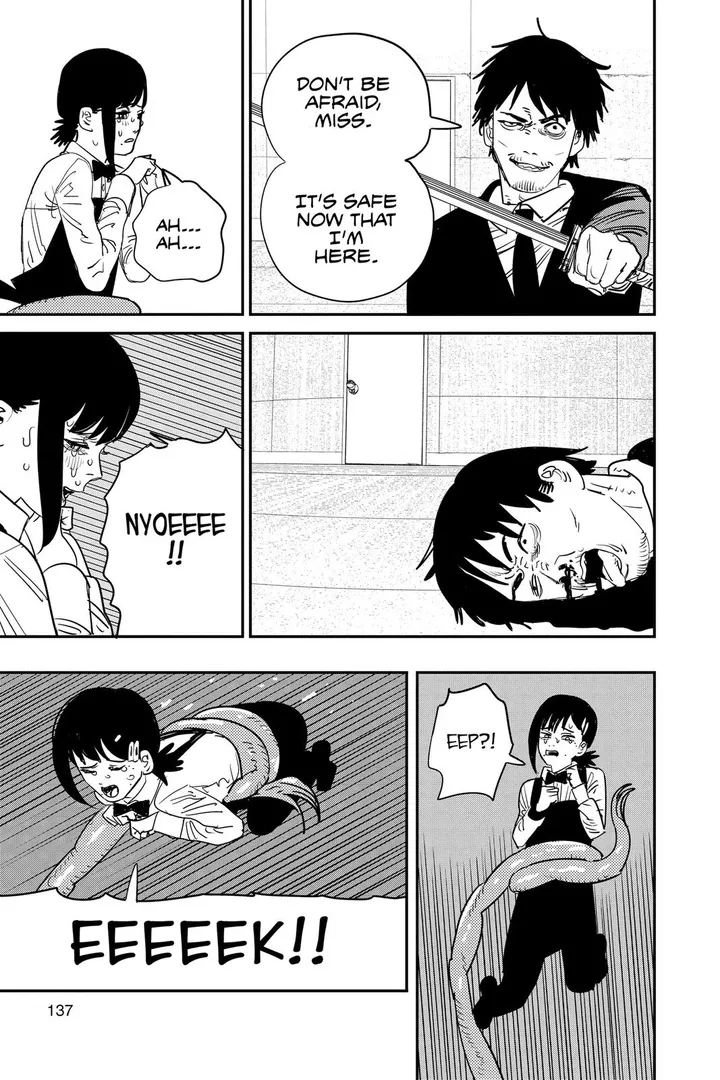 DON'T BE
AFRAID,
MISS.
IT'S SAFE
NOW THAT
I'M
HERE.
AH...
AH...
NYOEEEE
!!
EEP?!
EEEEEK!!
137